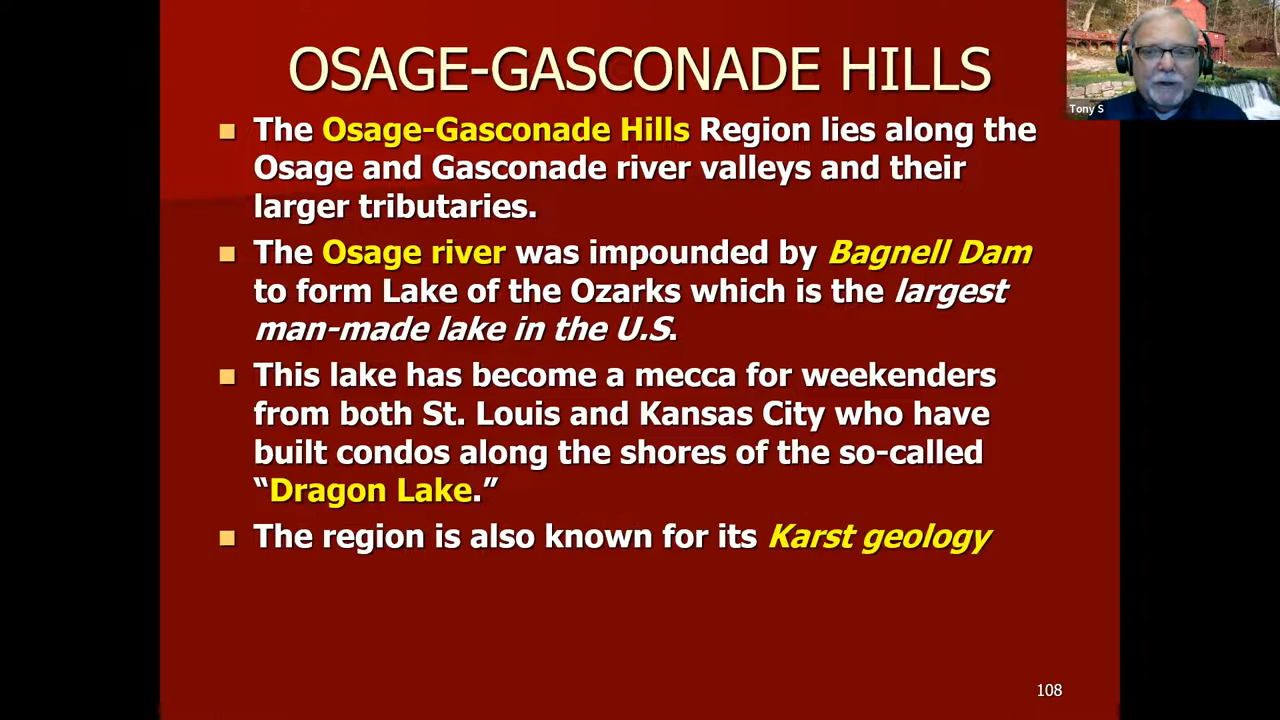 OSAGE-GASCONADE HILLS
Tony S
The Osage-Gasconade Hills Region lies along the
Osage and Gasconade river valleys and their
larger tributaries.
The Osage river was impounded by Bagnell Dam
to form Lake of the Ozarks which is the largest
man-made lake in the U.S.
This lake has become a mecca for weekenders
from both St. Louis and Kansas City who have
built condos along the shores of the so-called
“Dragon Lake.”
The region is also known for its Karst geology
108